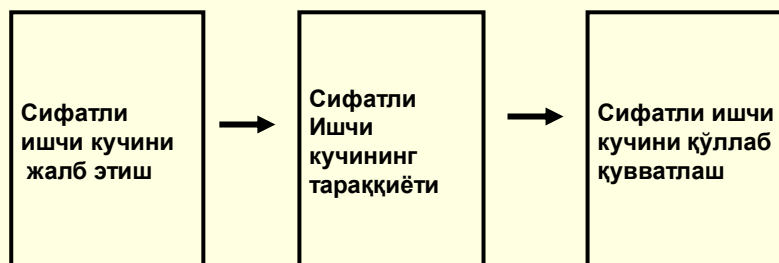 Сифатли
ишчи кучини
жалб этиш
Сифатли
Ишчи
кучининг
тараққиёти
Сифатли ишчи
кучини қўллаб
қувватлаш